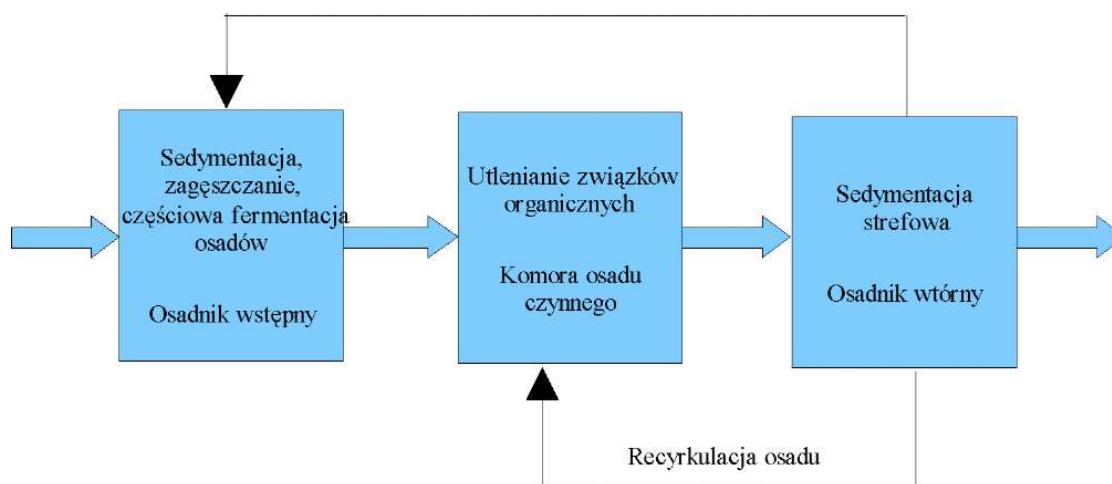 Sedymentacja,
zagęszczanie,
częściowa fermentacja
osadów
Osadnik wstępny
Utlenianie związków
organicznych
Komora osadu
czynnego
Sedymentacja
strefowa
Osadnik wtórny
Recyrkulacja osadu